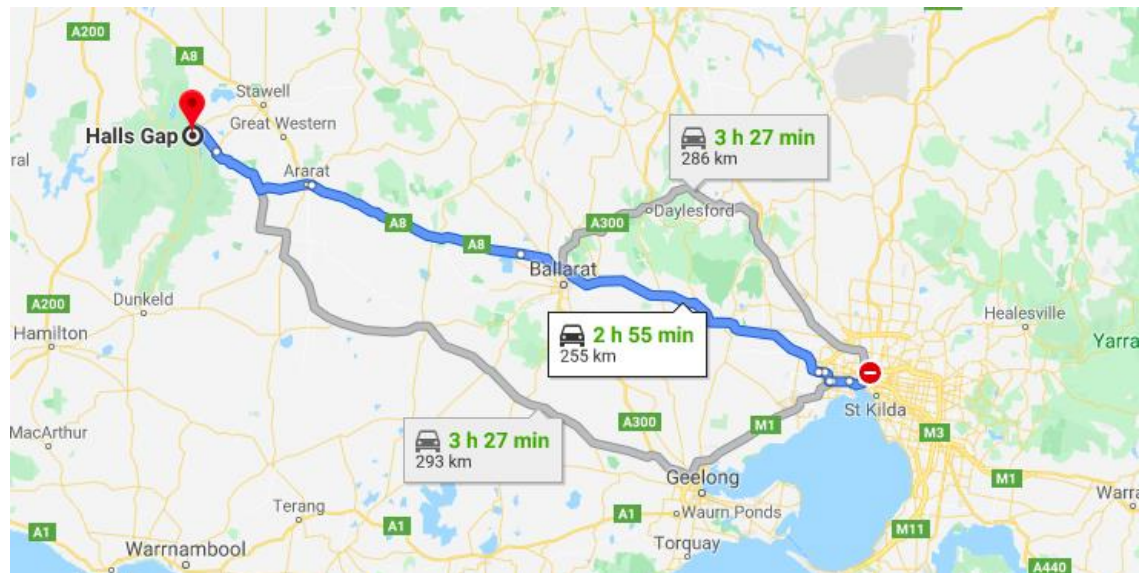 A200
A8
Stawell
Halls Gap
Great Western
ral
Ararat
3 h 27 min
286 km
Daylesford
A300
A8
A8
Ballarat
A200
Dunkeld
Healesville
Hamilton
2 h 55 min
255 km
Yarra
St Kilda
MacArthur
3 h 27 min
293 km
A300
M1
M3
Geelong
M1
Terang
Waurn Ponds
Warra
A1
A1
A1
M11
Warrnambool
Torquay
A440